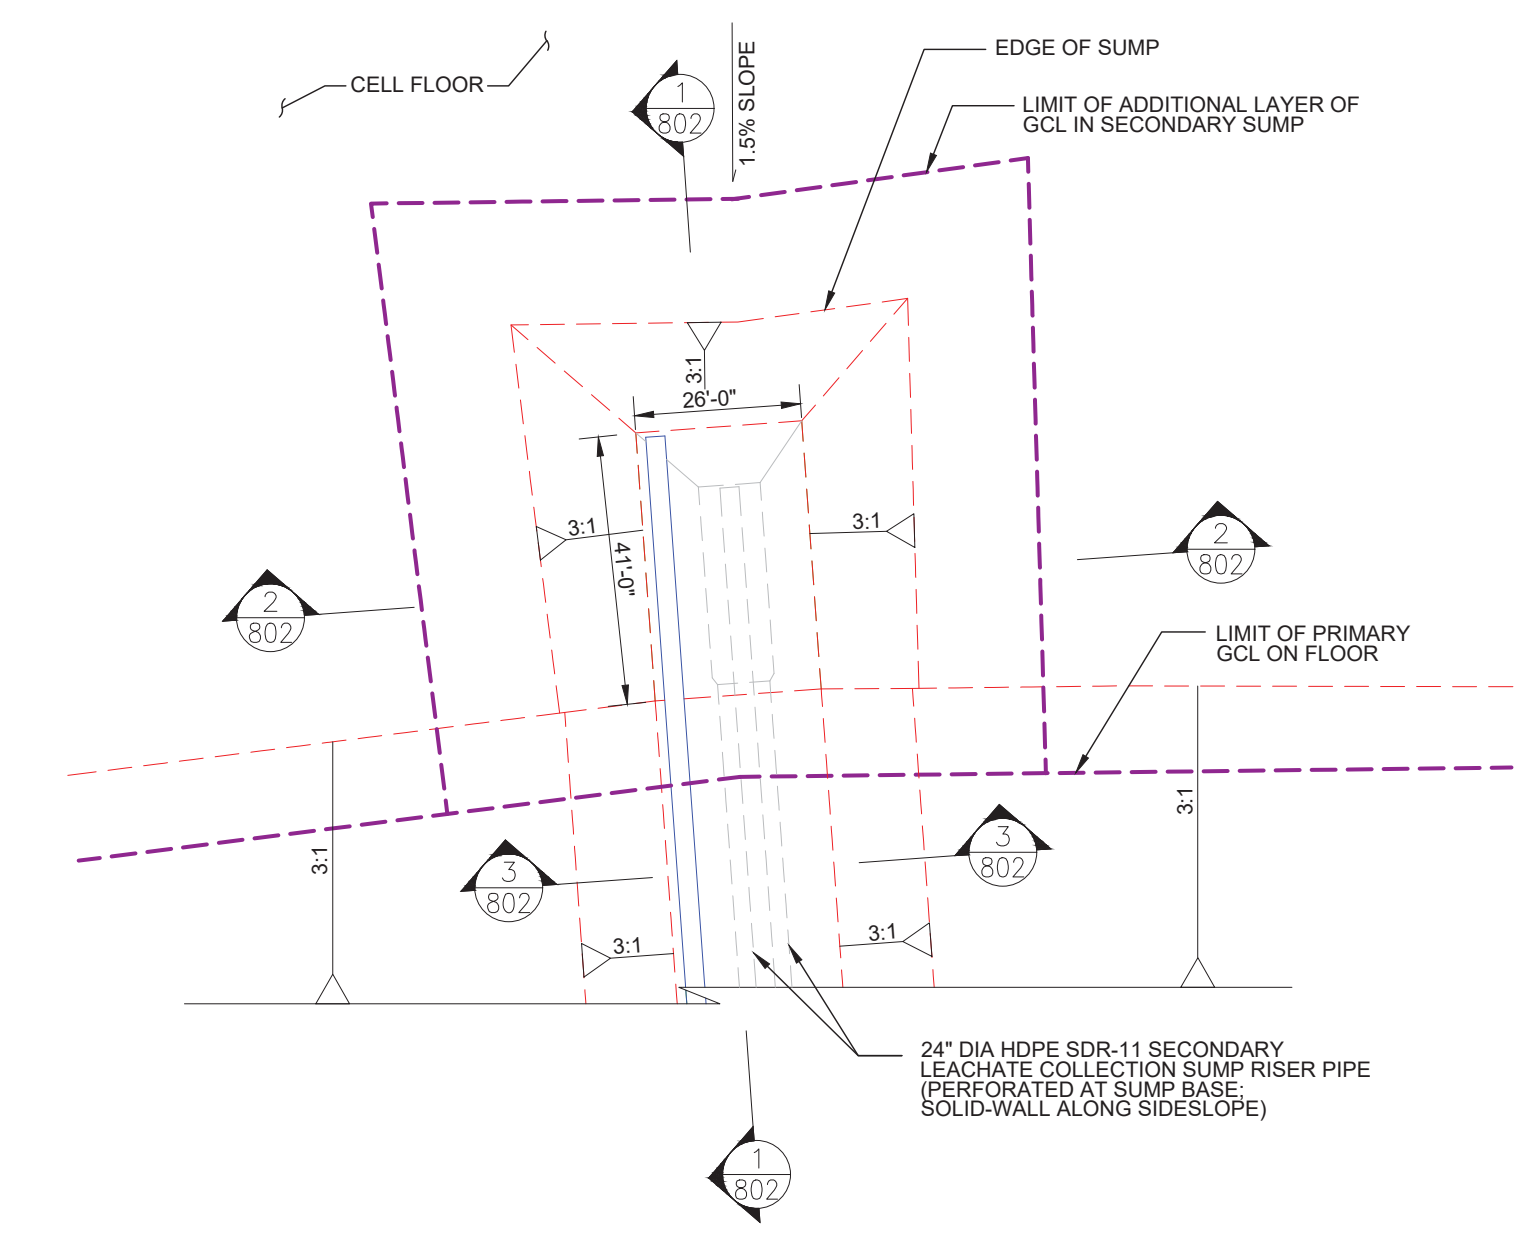 CELL FLOOR
1
802
1.5% SLOPE
EDGE OF SUMP
LIMIT OF ADDITIONAL LAYER OF
GCL IN SECONDARY SUMP
3:1
26'-0"
3:1
41'-0"
3:1
2
802
2
802
LIMIT OF PRIMARY
GCL ON FLOOR
3:1
3:1
3
802
3
802
3:1
3:1
24" DIA HDPE SDR-11 SECONDARY
LEACHATE COLLECTION SUMP RISER PIPE
(PERFORATED AT SUMP BASE;
SOLID-WALL ALONG SIDESLOPE)
1
802